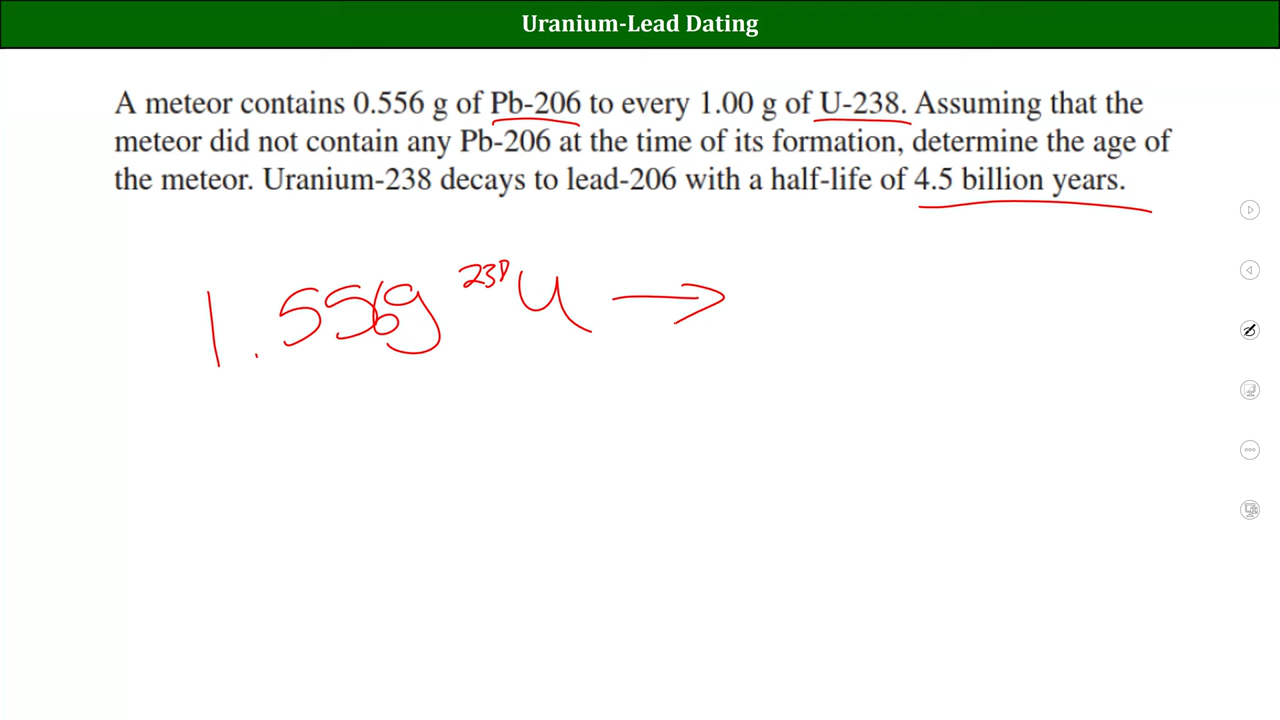 Uranium-Lead Dating
A meteor contains 0.556 g of Pb-206 to every 1.00 g of U-238. Assuming that the
meteor did not contain any Pb-206 at the time of its formation, determine the age of
the meteor. Uranium-238 decays to lead-206 with a half-life of 4.5 billion years.
1.556g ²³⁸U →